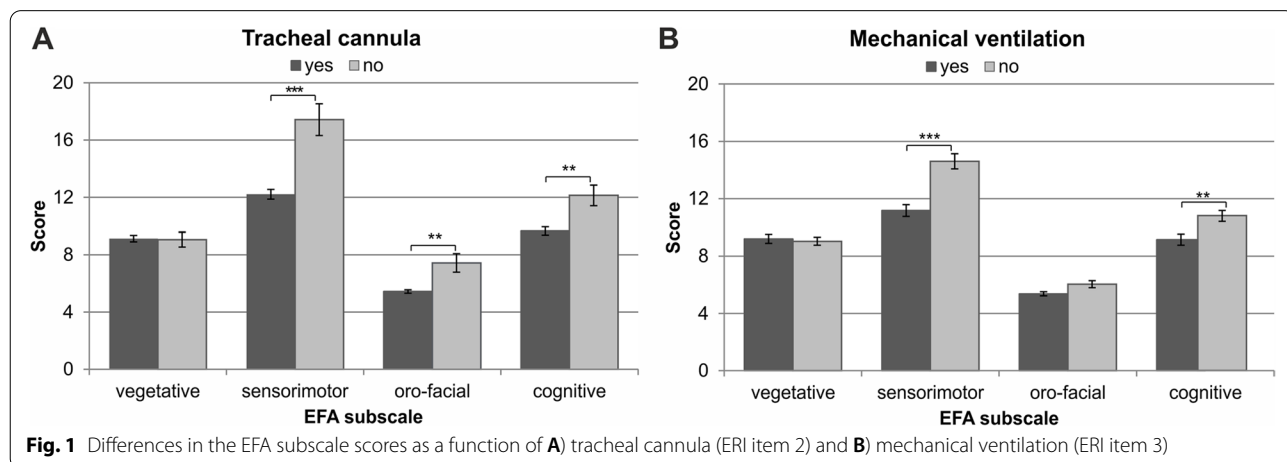 A
Tracheal cannula
yes no
20
16
12
8
4
0
Score
***
**
**
vegetative sensorimotor oro-facial cognitive
EFA subscale
B
Mechanical ventilation
yes no
20
16
12
8
4
0
Score
***
**
vegetative sensorimotor oro-facial cognitive
EFA subscale
Fig. 1 Differences in the EFA subscale scores as a function of A) tracheal cannula (ERI item 2) and B) mechanical ventilation (ERI item 3)